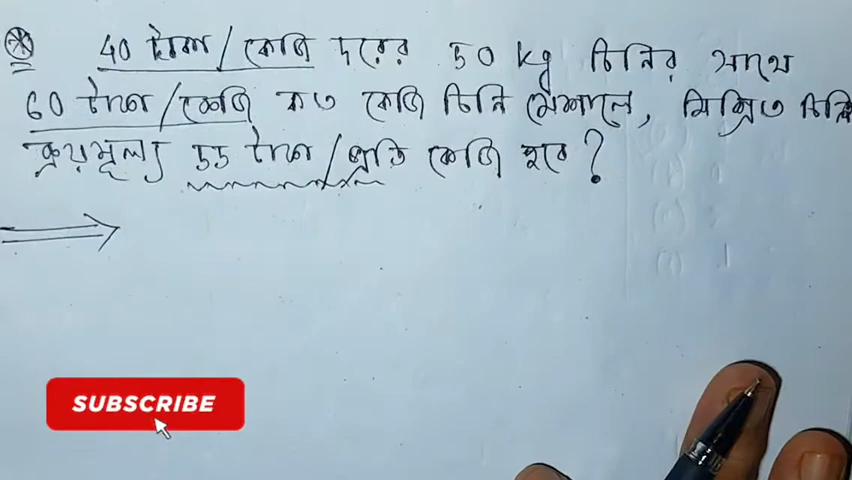 40 টাকা / কেজি দরের 50 kg চিনির সাথে
60 টাকা / কেজি কত কেজি চিনি মেশালে, মিশ্রিত চিনির
ক্রয়মূল্য 55 টাকা / প্রতি কেজি হবে ?
SUBSCRIBE